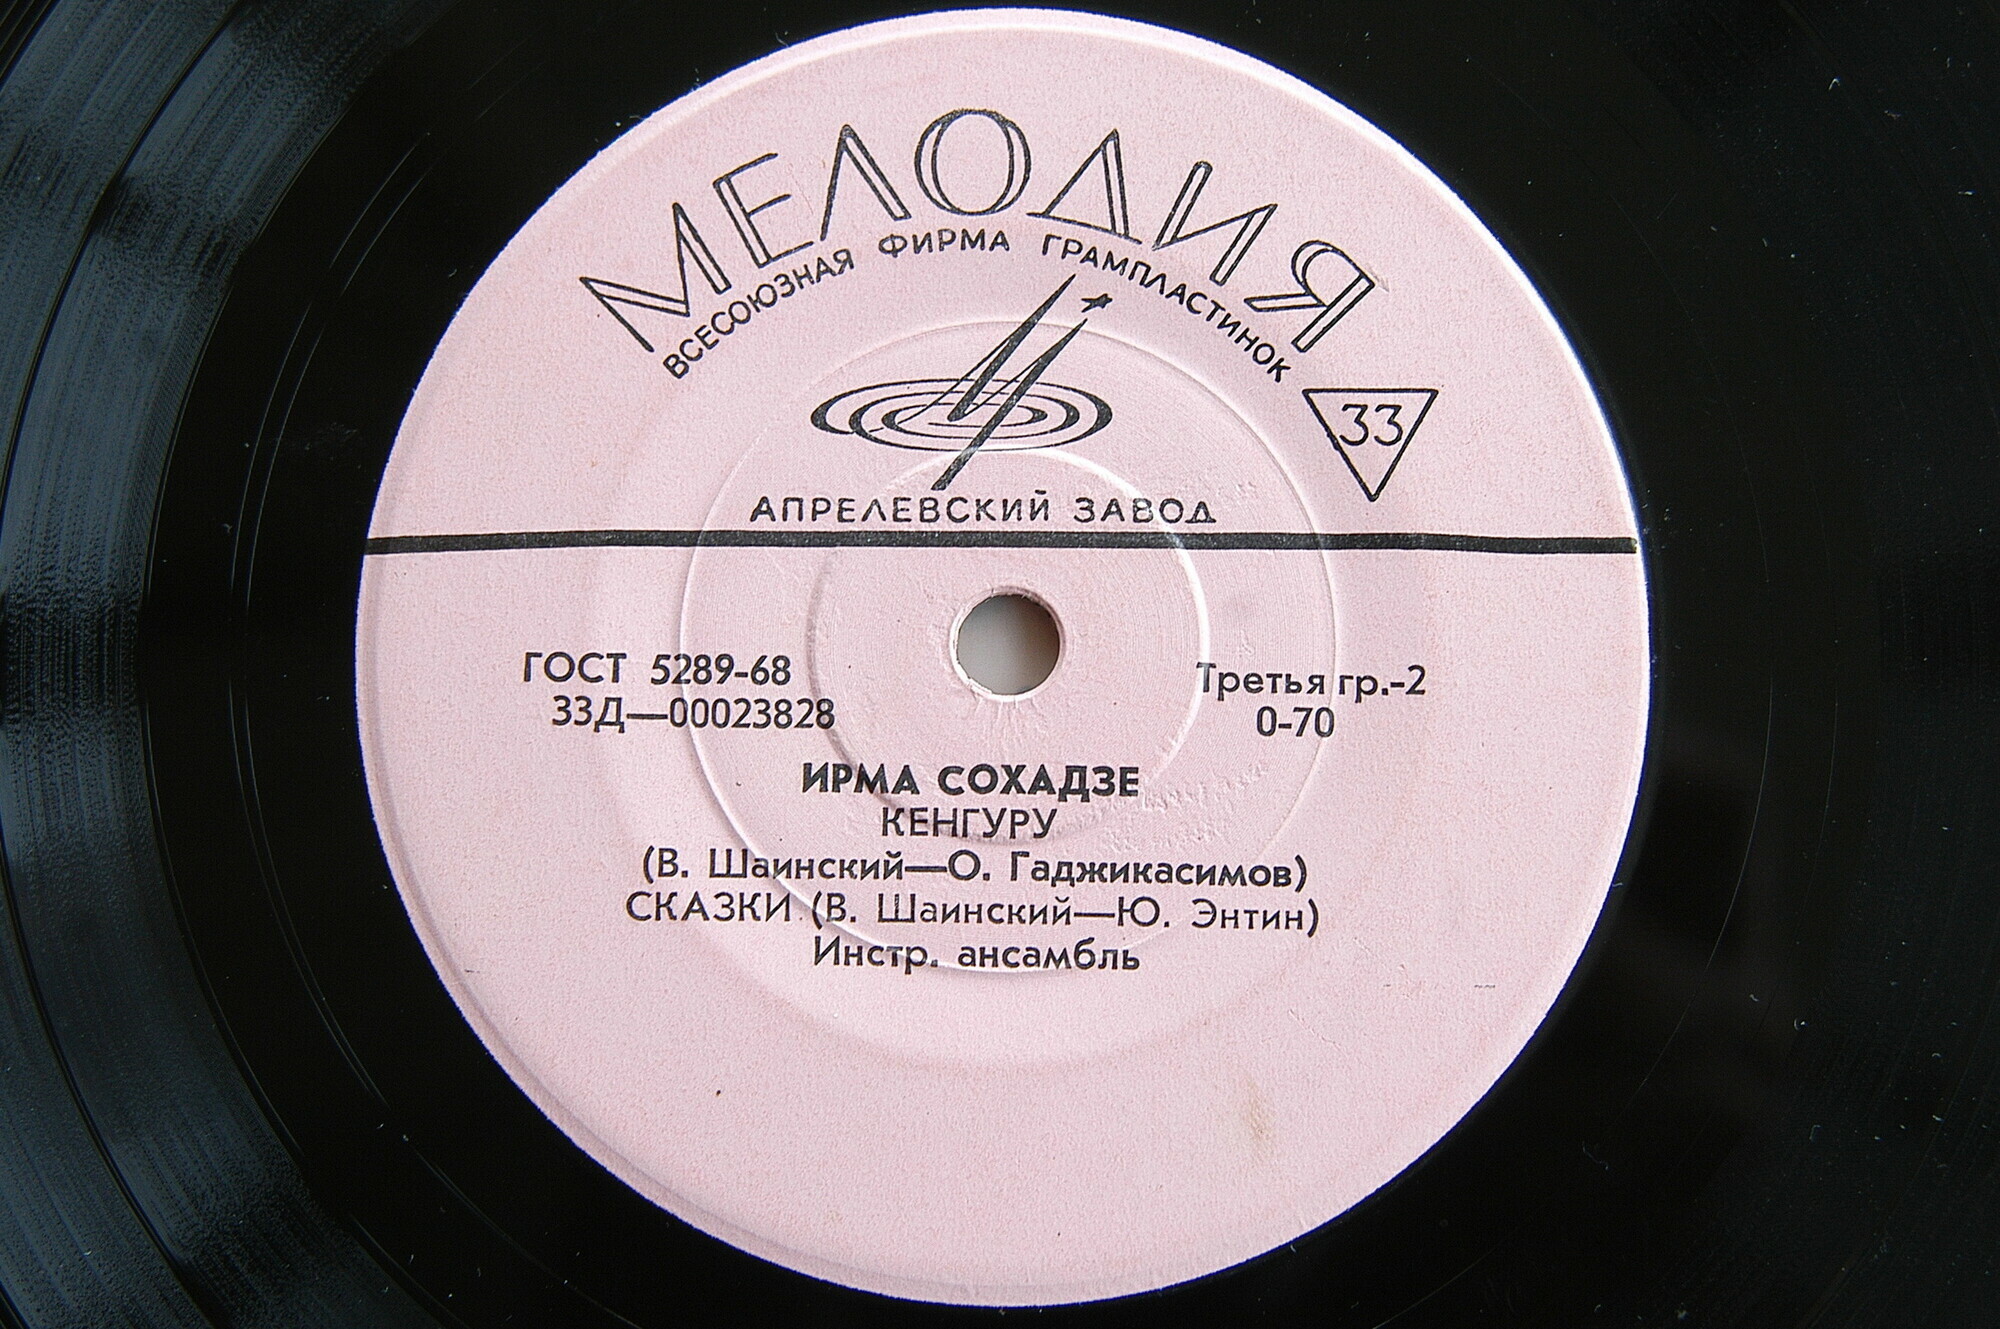 МЕЛОДИЯ
ВСЕСОЮЗНАЯ ФИРМА ГРАМПЛАСТИНОК
33
АПРЕЛЕВСКИЙ ЗАВОД
ГОСТ 5289-68
33Д—00023828
Третья гр.-2
0-70
ИРМА СОХАДЗЕ
КЕНГУРУ
(В. Шаинский—О. Гаджикасимов)
СКАЗКИ (В. Шаинский—Ю. Энтин)
Инстр. ансамбль